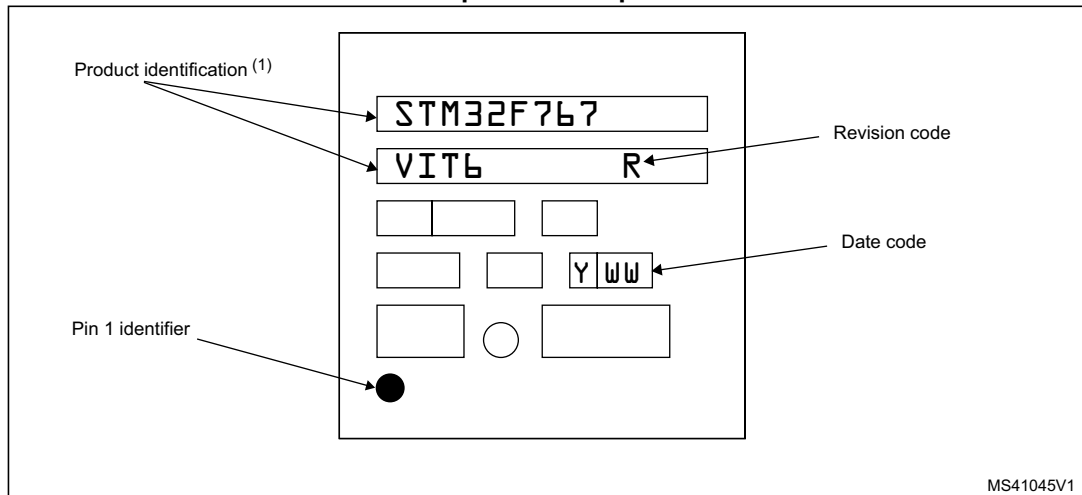 Product identification (1)
STM32F767
Revision code
VIT6 R
Date code
Y WW
Pin 1 identifier
MS41045V1